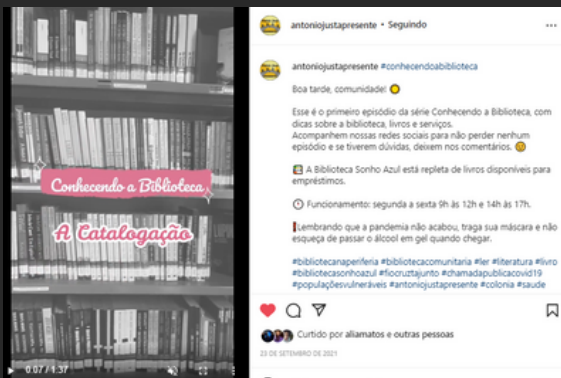 Conhecendo a Biblioteca
A Catalogação
0:07 / 1:37
antoniojustapresente • Seguindo
antoniojustapresente #conhecendoabiblioteca
Boa tarde, comunidade!
Esse é o primeiro episódio da série Conhecendo a Biblioteca, com
dicas sobre a biblioteca, livros e serviços.
Acompanhem nossas redes sociais para não perder nenhum
episódio e se tiverem dúvidas, deixem nos comentários.
A Biblioteca Sonho Azul está repleta de livros disponíveis para
empréstimos.
Funcionamento: segunda a sexta 9h às 12h e 14h às 17h.
Lembrando que a pandemia não acabou, traga sua máscara e não
esqueça de passar o álcool em gel quando chegar.
#bibliotecanaperiferia #bibliotecacomunitaria #ler #literatura #livro
#bibliotecasonhoazul #fiocruztajunto #chamadapublicacovid19
#populaçõesvulneráveis #antoniojustapresente #colonia #saude
Curtido por aliamatos e outras pessoas
23 DE SETEMBRO DE 2021